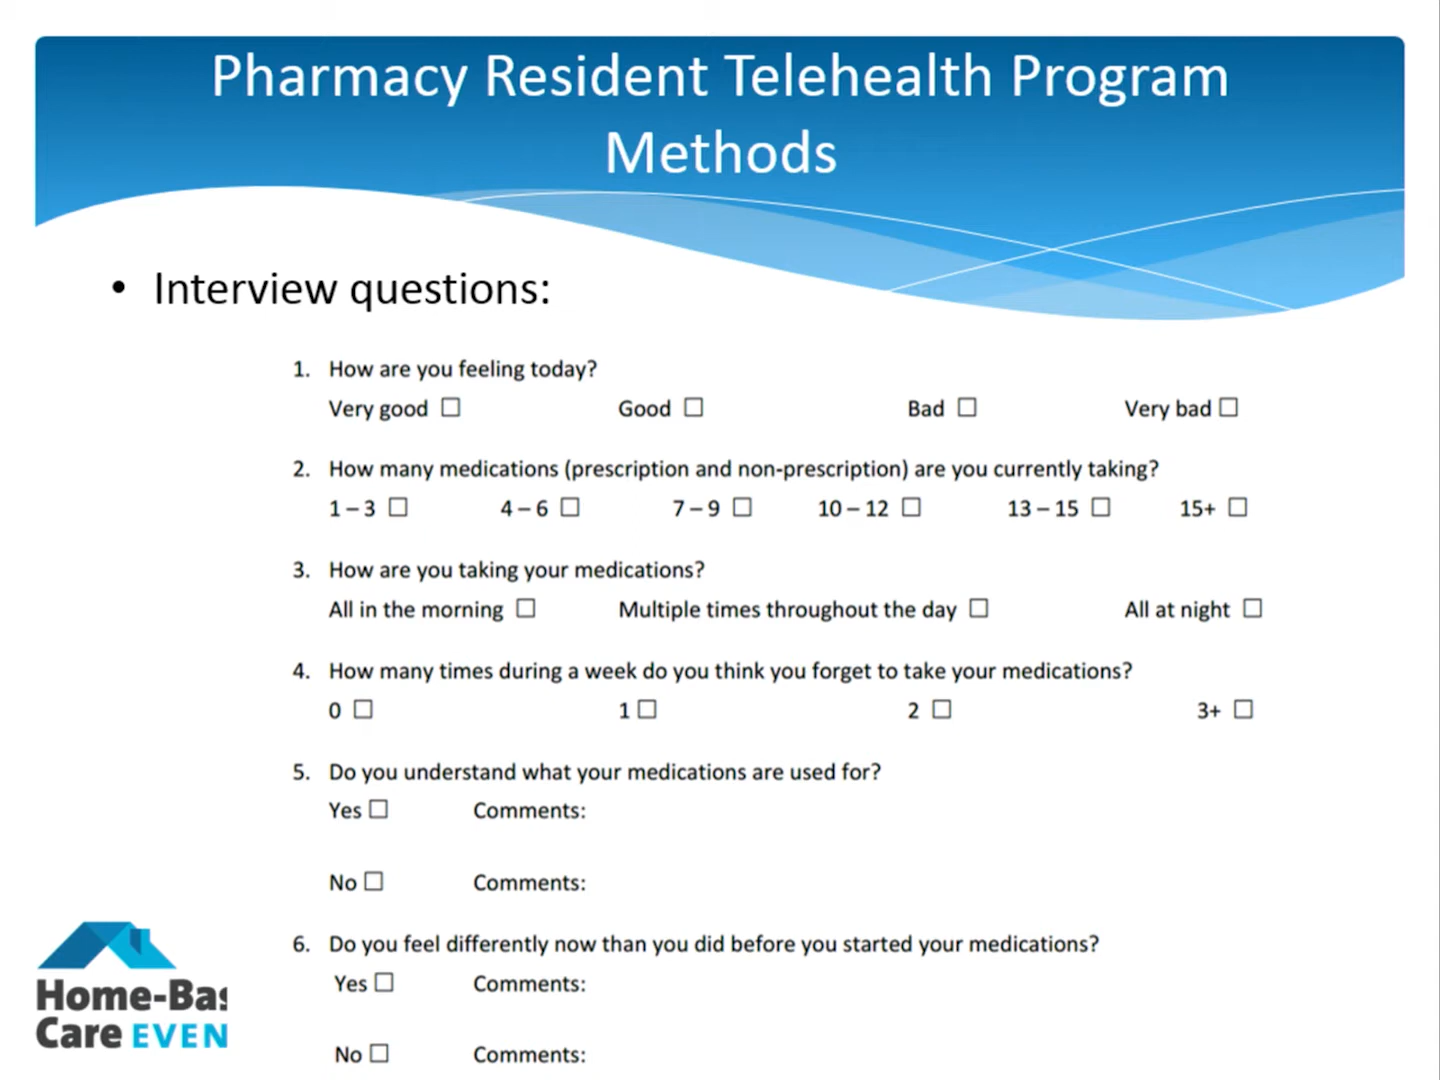 Pharmacy Resident Telehealth Program
Methods
• Interview questions:
1. How are you feeling today?
Very good ☐ Good ☐ Bad ☐ Very bad ☐
2. How many medications (prescription and non-prescription) are you currently taking?
1 – 3 ☐ 4 – 6 ☐ 7 – 9 ☐ 10 – 12 ☐ 13 – 15 ☐ 15+ ☐
3. How are you taking your medications?
All in the morning ☐ Multiple times throughout the day ☐ All at night ☐
4. How many times during a week do you think you forget to take your medications?
0 ☐ 1 ☐ 2 ☐ 3+ ☐
5. Do you understand what your medications are used for?
Yes ☐ Comments:
No ☐ Comments:
6. Do you feel differently now than you did before you started your medications?
Yes ☐ Comments:
No ☐ Comments:
Home-Bas
Care EVEN